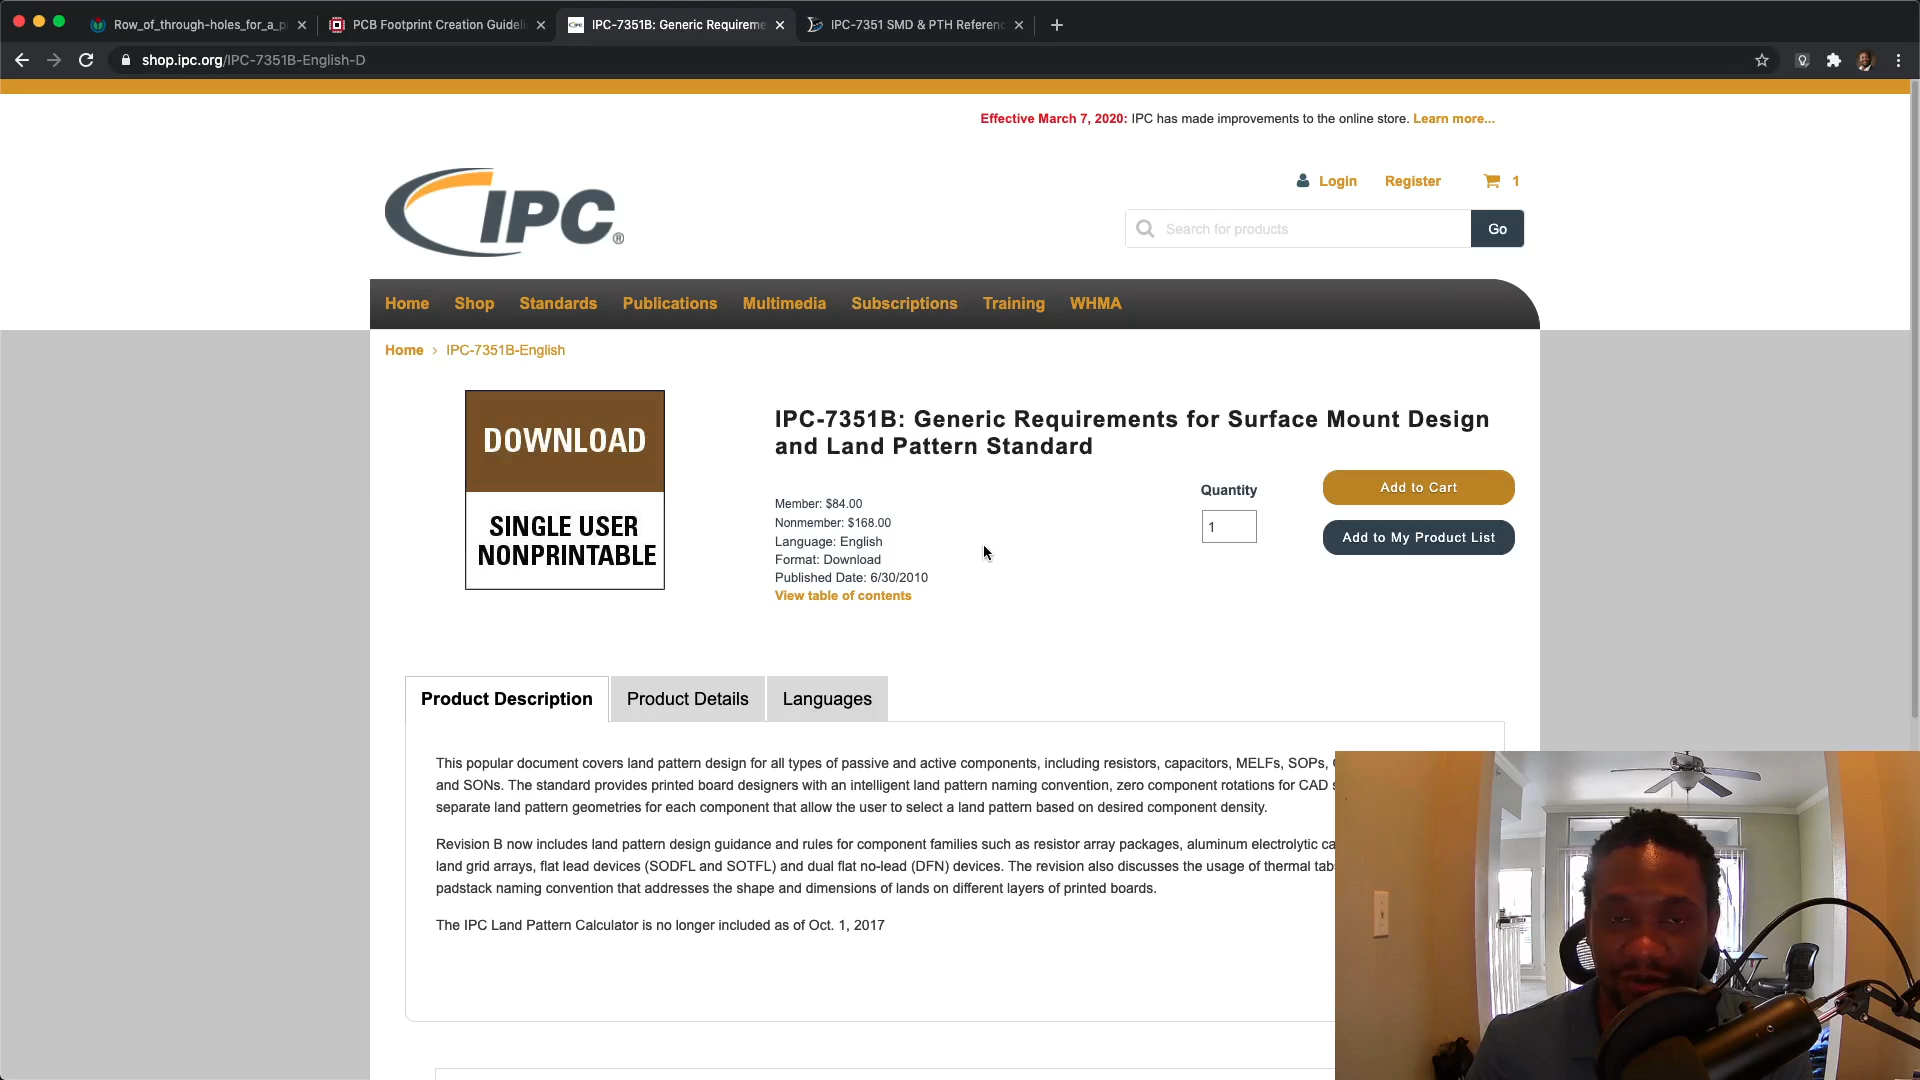 Row_of_through-holes_for_a_p
PCB Footprint Creation Guideli
IPC-7351B: Generic Requireme
IPC-7351 SMD & PTH Referenc
shop.ipc.org/IPC-7351B-English-D
Effective March 7, 2020: IPC has made improvements to the online store. Learn more...
IPC®
Login Register 1
Search for products Go
Home Shop Standards Publications Multimedia Subscriptions Training WHMA
Home › IPC-7351B-English
DOWNLOAD
SINGLE USER
NONPRINTABLE
IPC-7351B: Generic Requirements for Surface Mount Design
and Land Pattern Standard
Member: $84.00
Nonmember: $168.00
Language: English
Format: Download
Published Date: 6/30/2010
View table of contents
Quantity
1
Add to Cart
Add to My Product List
Product Description Product Details Languages
This popular document covers land pattern design for all types of passive and active components, including resistors, capacitors, MELFs, SOPs,
and SONs. The standard provides printed board designers with an intelligent land pattern naming convention, zero component rotations for CAD s
separate land pattern geometries for each component that allow the user to select a land pattern based on desired component density.
Revision B now includes land pattern design guidance and rules for component families such as resistor array packages, aluminum electrolytic ca
land grid arrays, flat lead devices (SODFL and SOTFL) and dual flat no-lead (DFN) devices. The revision also discusses the usage of thermal tabs
padstack naming convention that addresses the shape and dimensions of lands on different layers of printed boards.
The IPC Land Pattern Calculator is no longer included as of Oct. 1, 2017